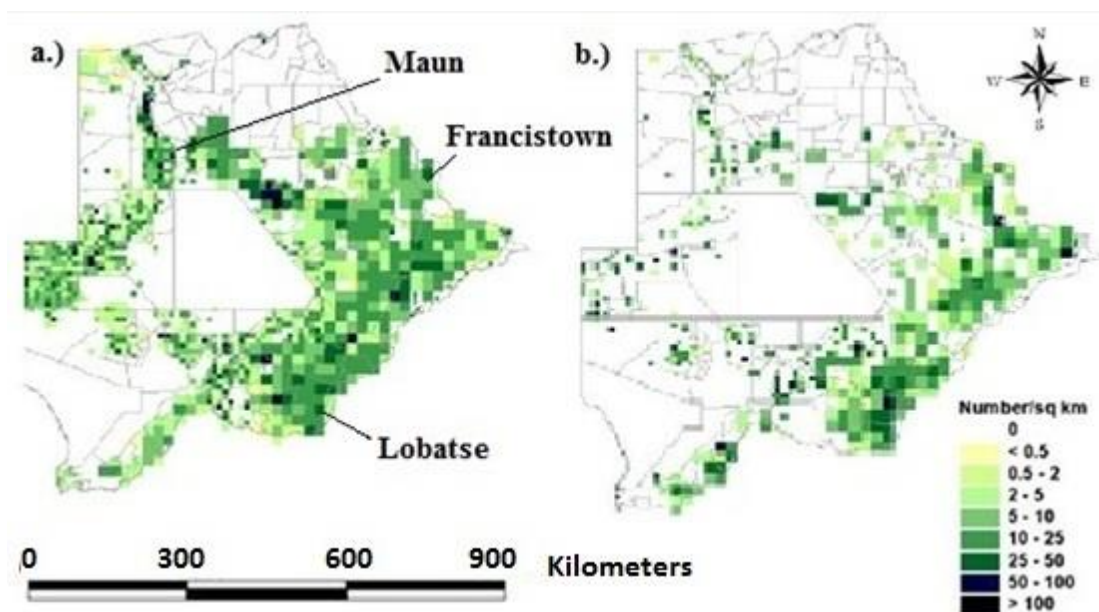 a.)
b.)
N
W E
S
Maun
Francistown
Lobatse
Number/sq km
0
< 0.5
0.5 - 2
2 - 5
5 - 10
10 - 25
25 - 50
50 - 100
> 100
0 300 600 900 Kilometers